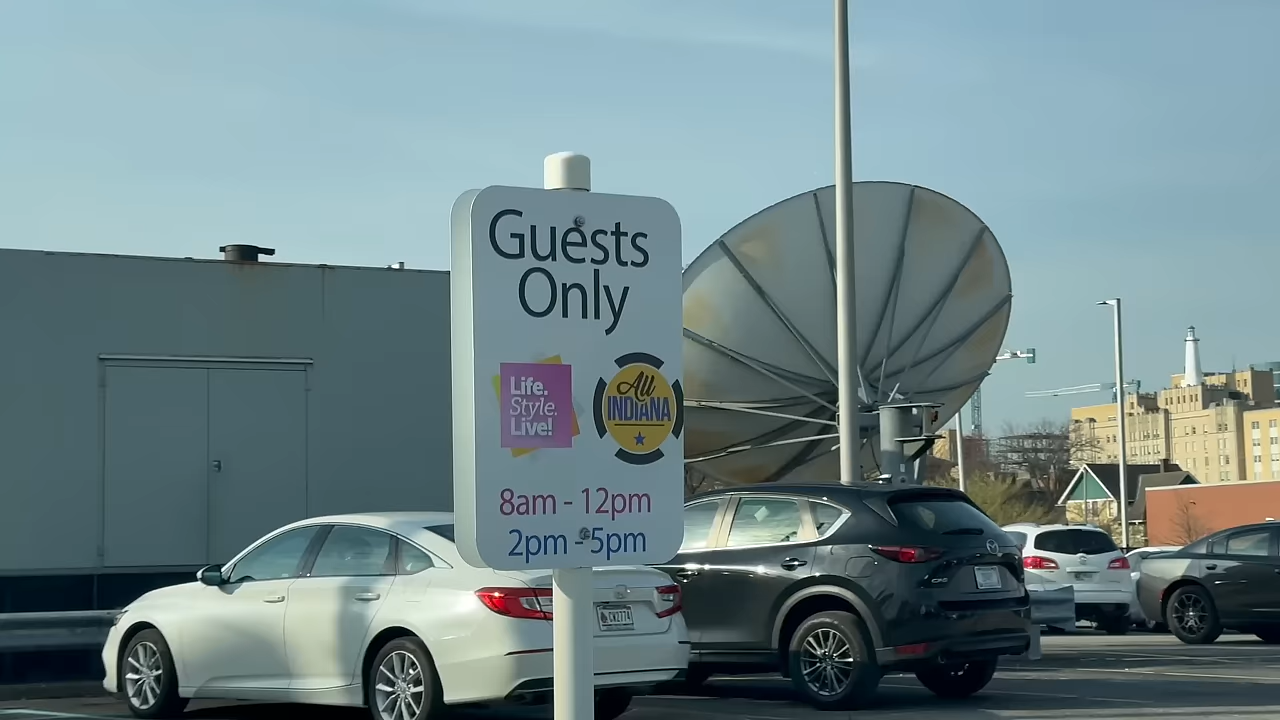 Guests
Only
Life.
Style.
Live!
All
INDIANA
8am - 12pm
2pm - 5pm